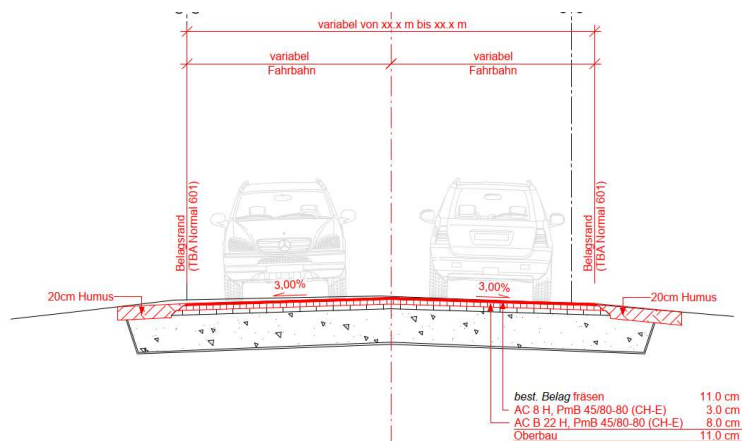 variabel von xx.x m bis xx.x m
variabel
Fahrbahn
variabel
Fahrbahn
Belagsrand
(TBA Normal 601)
Belagsrand
(TBA Normal 601)
3,00%
3,00%
20cm Humus
20cm Humus
best. Belag fräsen 11.0 cm
AC 8 H, PmB 45/80-80 (CH-E) 3.0 cm
AC B 22 H, PmB 45/80-80 (CH-E) 8.0 cm
Oberbau 11.0 cm